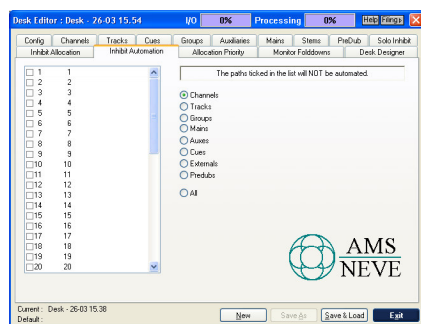 Desk Editor : Desk - 26-03 15.54 I/O 0% Processing 0% Help Filings
Config Channels Tracks Cues Groups Auxiliaries Mains Stems PreDub Solo Inhibit
Inhibit Allocation Inhibit Automation Allocation Priority Monitor Folddowns Desk Designer
The paths ticked in the list will NOT be automated.
1 1
2 2
3 3
4 4
5 5
6 6
7 7
8 8
9 9
10 10
11 11
12 12
13 13
14 14
15 15
16 16
17 17
18 18
19 19
20 20
Channels
Tracks
Groups
Mains
Auxes
Cues
Externals
Predubs
All
AMS
NEVE
Current : Desk - 26-03 15.38
Default :
New Save As Save & Load Exit